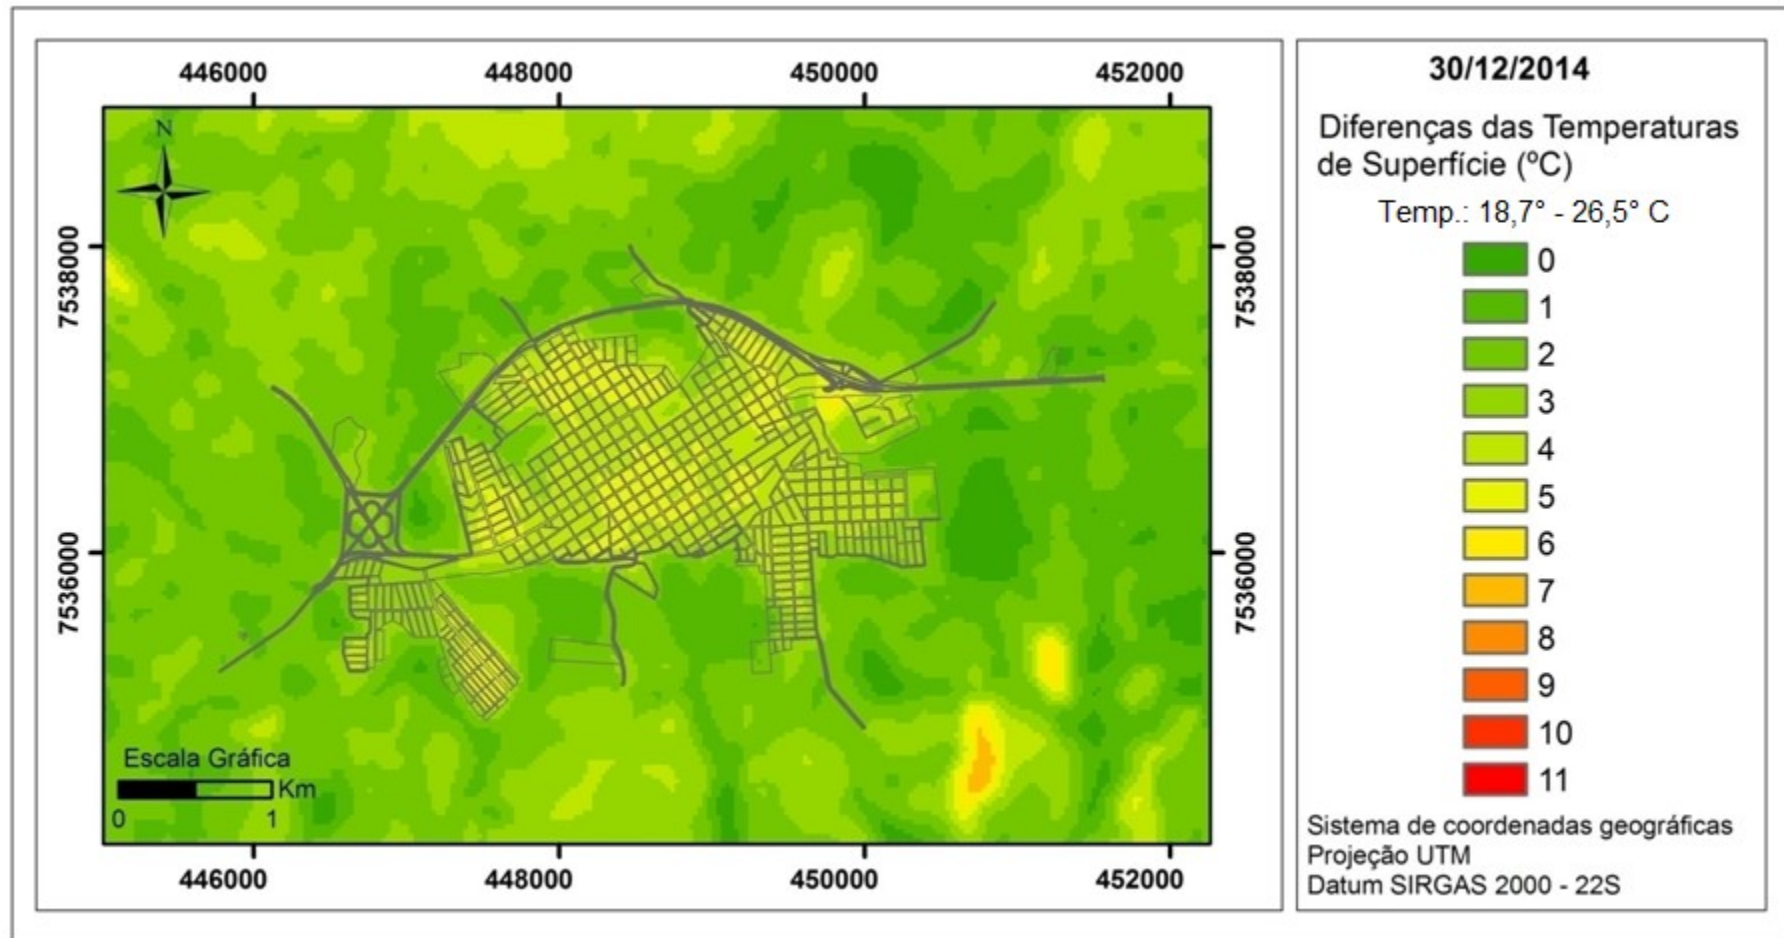 446000 448000 450000 452000
N
7538000 7538000
7536000 7536000
Escala Gráfica
Km
0 1
446000 448000 450000 452000
30/12/2014
Diferenças das Temperaturas
de Superfície (ºC)
Temp.: 18,7° - 26,5° C
0
1
2
3
4
5
6
7
8
9
10
11
Sistema de coordenadas geográficas
Projeção UTM
Datum SIRGAS 2000 - 22S